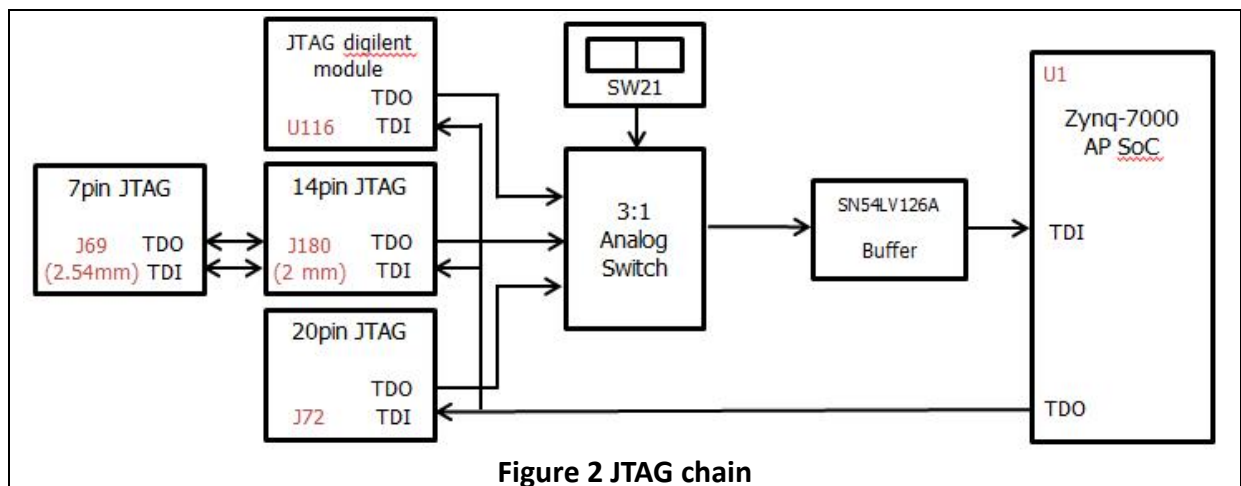 JTAG digilent
module
TDO
U116 TDI
SW21
U1
Zynq-7000
AP SoC
TDI
TDO
7pin JTAG
J69 TDO
(2.54mm) TDI
14pin JTAG
J180 TDO
(2 mm) TDI
3:1
Analog
Switch
SN54LV126A
Buffer
20pin JTAG
TDO
J72 TDI
Figure 2 JTAG chain